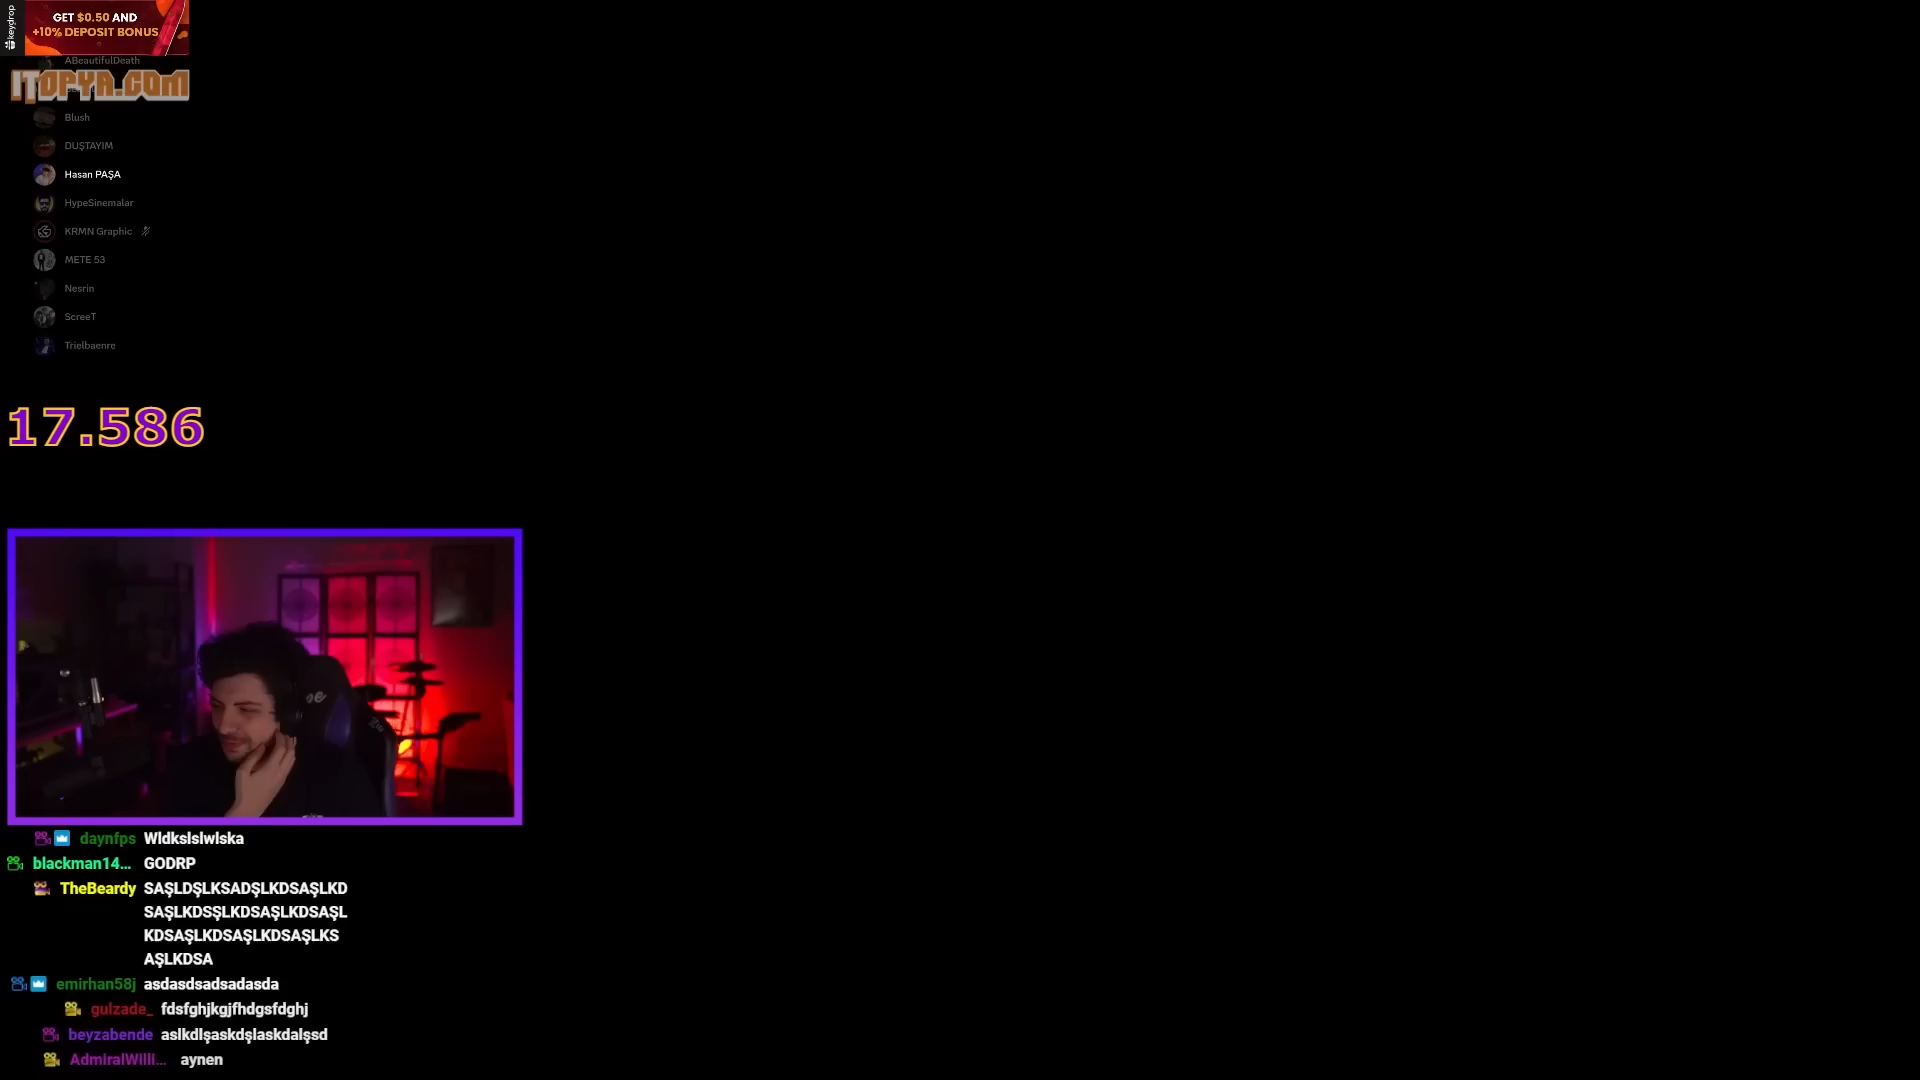 keydrop
GET $0.50 AND
+10% DEPOSIT BONUS
ABeautifulDeath
ITOPYA.COM
Blush
DUŞTAYIM
Hasan PAŞA
HypeSinemalar
KRMN Graphic
METE 53
Nesrin
ScreeT
Trielbaenre
17.586
daynfps Wldkslslwlska
blackman14... GODRP
TheBeardy SAŞLDŞLKSADŞLKDSAŞLKD
SAŞLKDSŞLKDSAŞLKDSAŞL
KDSAŞLKDSAŞLKDSAŞLKS
AŞLKDSA
emirhan58j asdasdsadsadasda
gulzade_ fdsfghjkgjfhdgsfdghj
beyzabende aslkdlşaskdşlaskdalşsd
AdmiralWilli... aynen